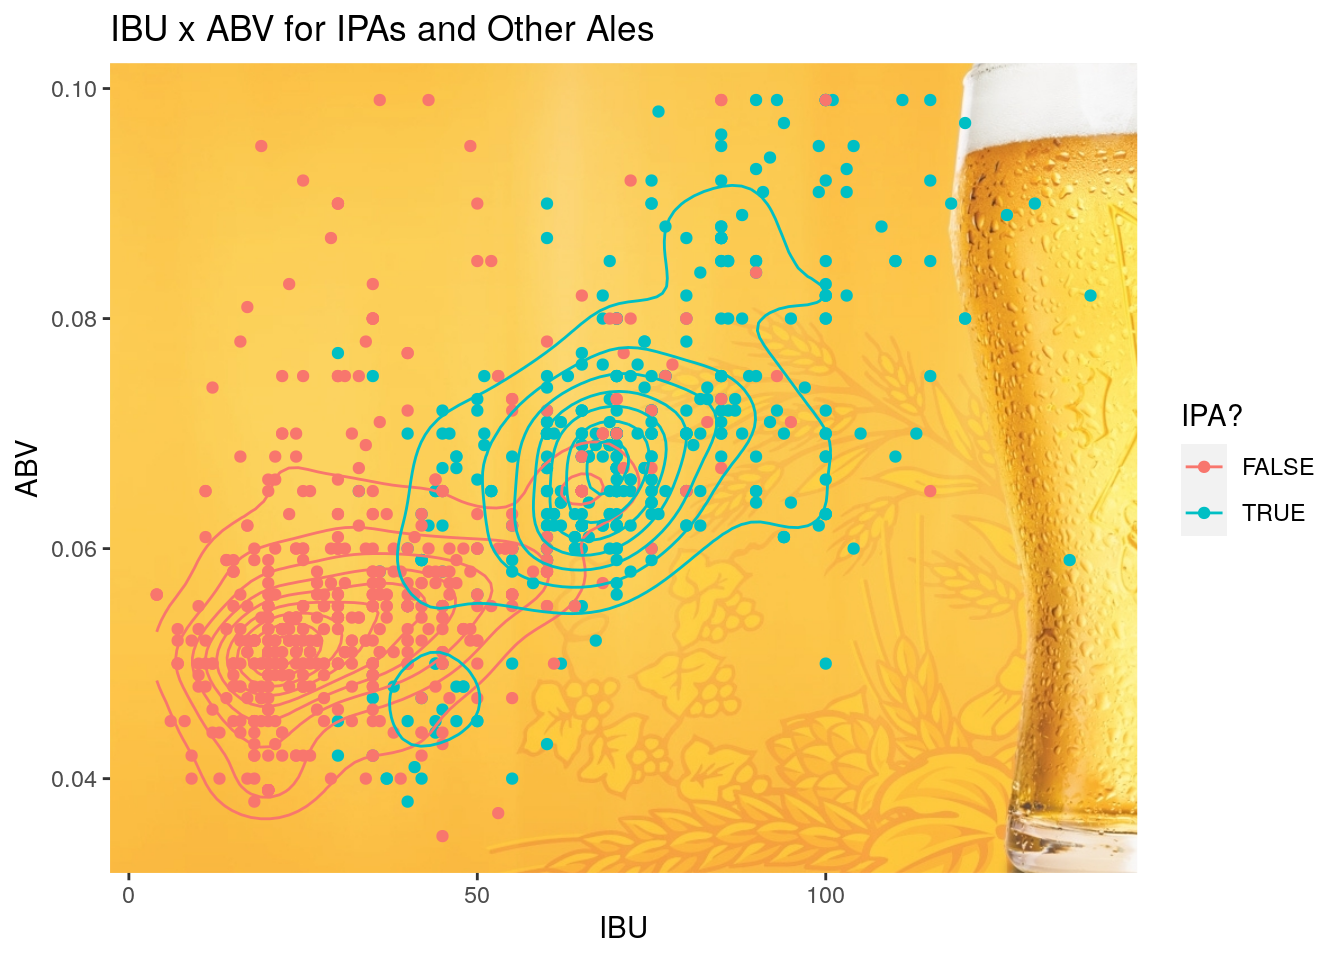 IBU x ABV for IPAs and Other Ales
0.10
0.08
0.06
0.04
ABV
0
50
100
IBU
IPA?
FALSE
TRUE